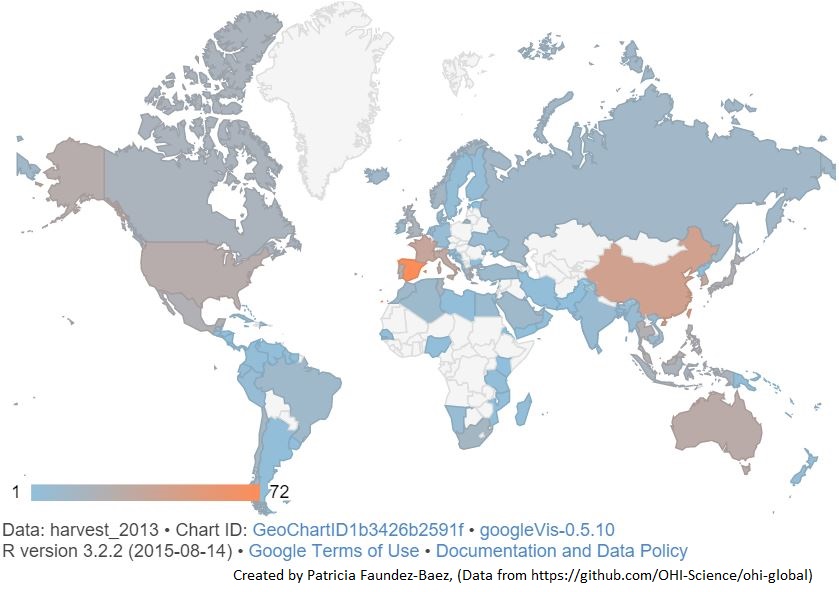 1 72
Data: harvest_2013 • Chart ID: GeoChartID1b3426b2591f • googleVis-0.5.10
R version 3.2.2 (2015-08-14) • Google Terms of Use • Documentation and Data Policy
Created by Patricia Faundez-Baez, (Data from https://github.com/OHI-Science/ohi-global)